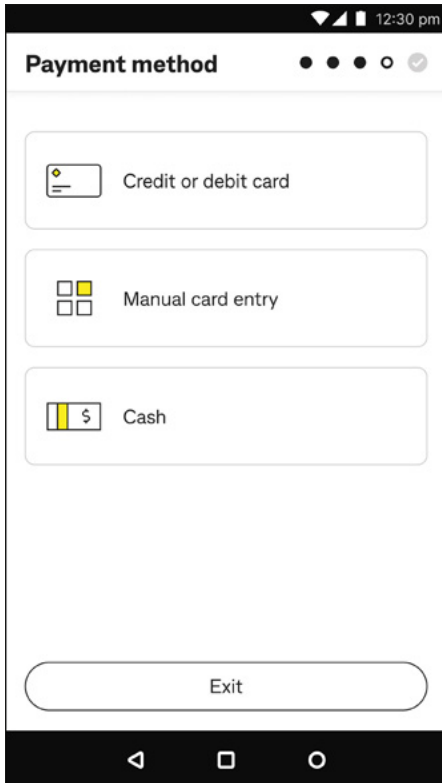 12:30 pm
Payment method
Credit or debit card
Manual card entry
$
Cash
Exit